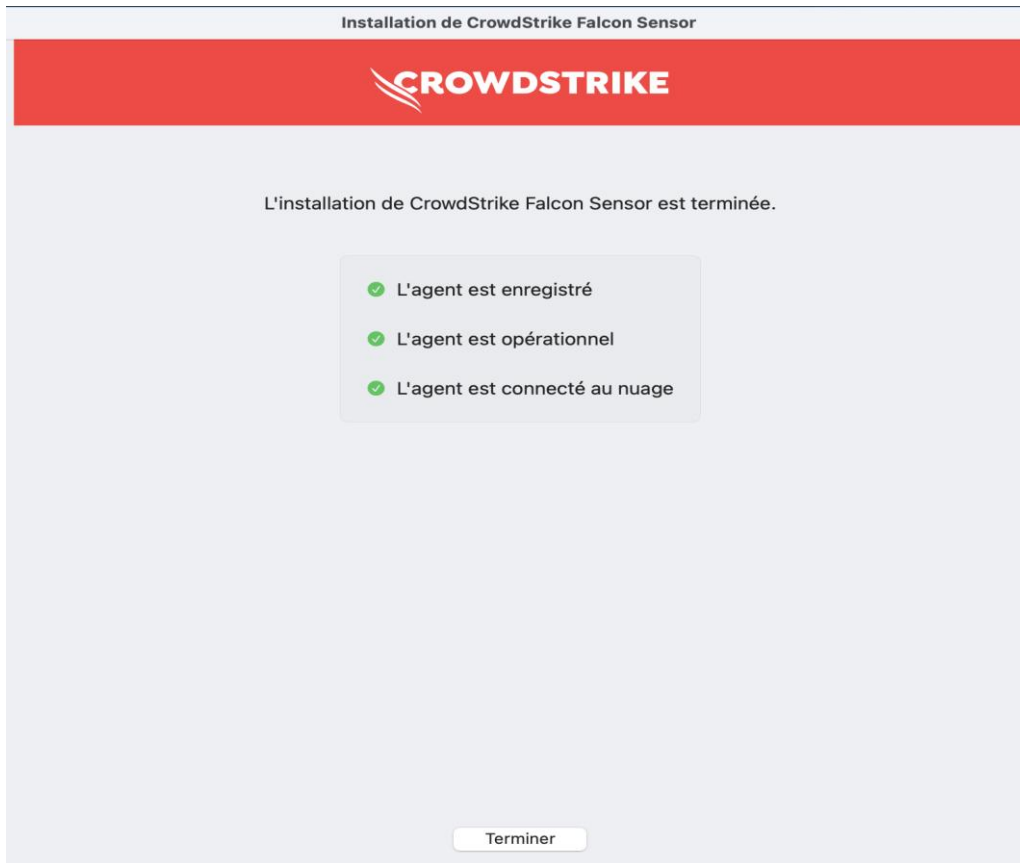 Installation de CrowdStrike Falcon Sensor
CROWDSTRIKE
L'installation de CrowdStrike Falcon Sensor est terminée.
L'agent est enregistré
L'agent est opérationnel
L'agent est connecté au nuage
Terminer